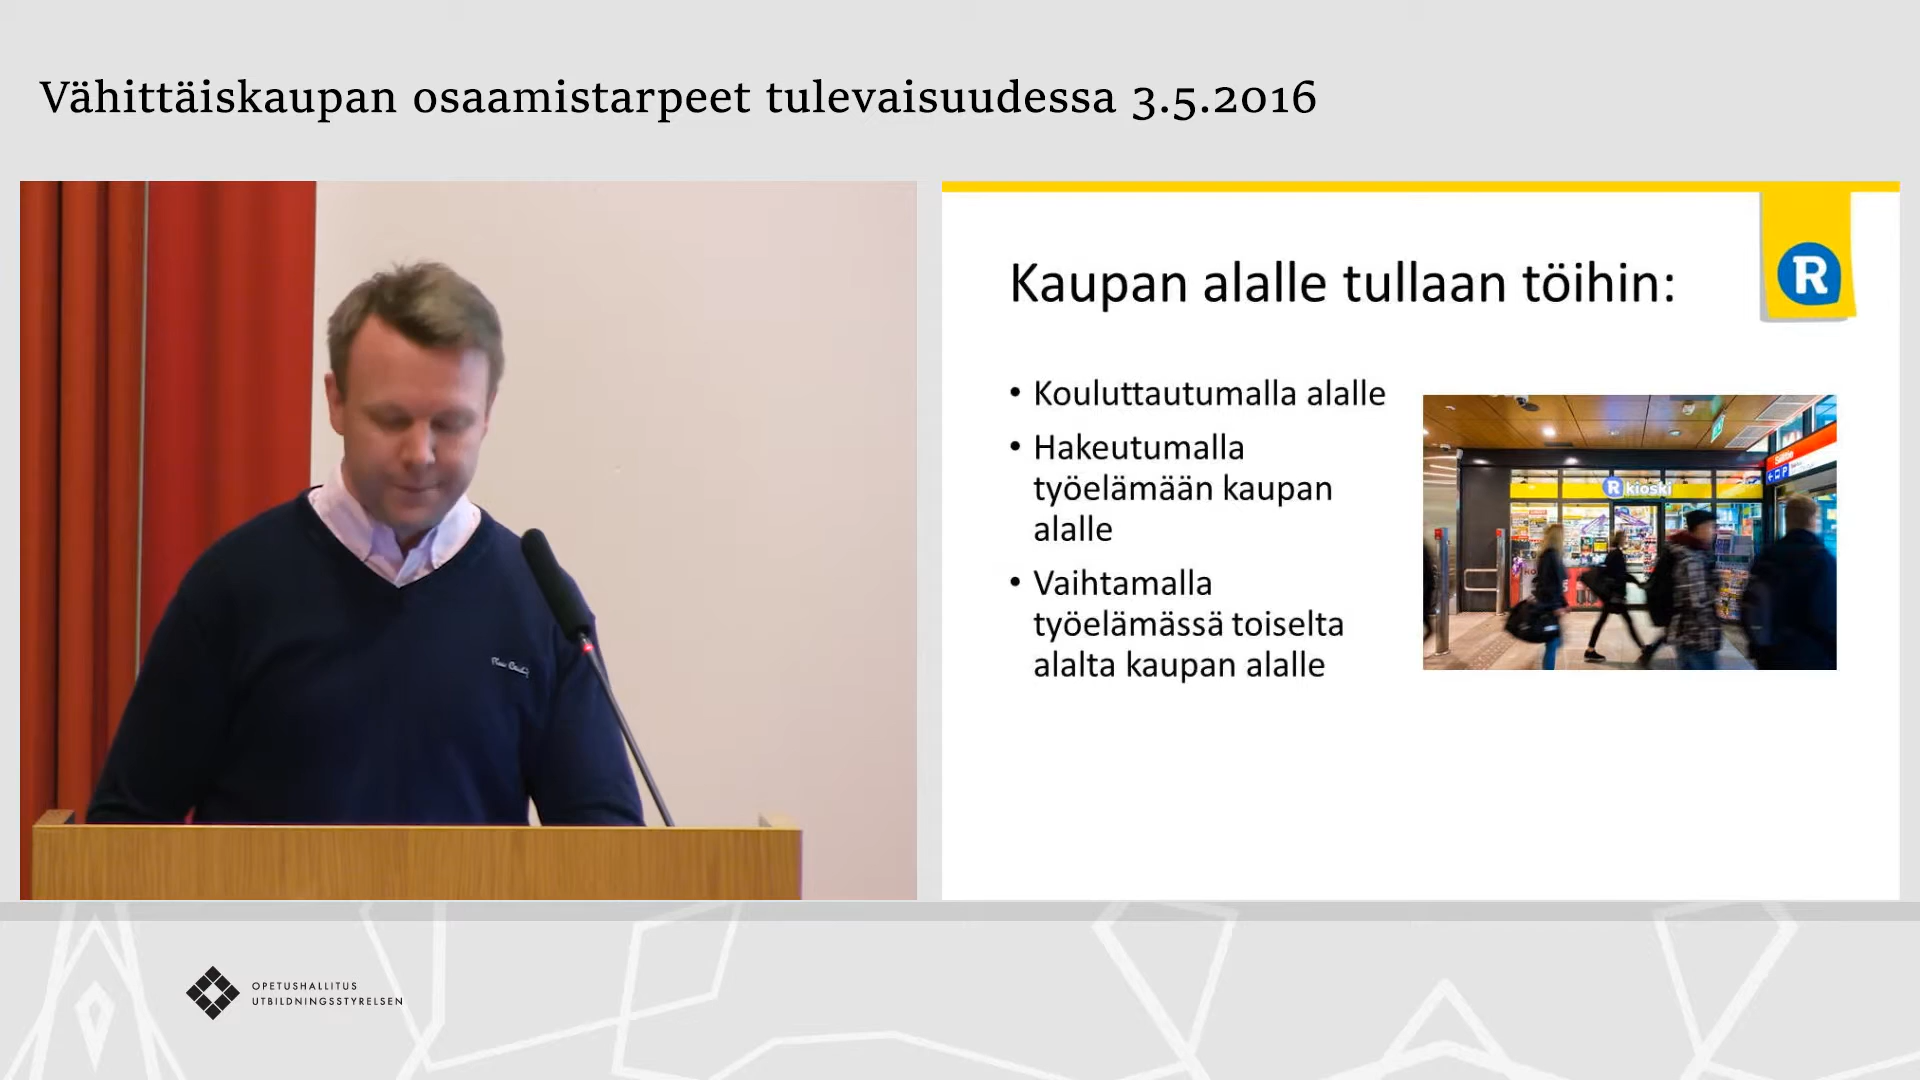 Vähittäiskaupan osaamistarpeet tulevaisuudessa 3.5.2016
Kaupan alalle tullaan töihin:
R
• Kouluttautumalla alalle
• Hakeutumalla
työelämään kaupan
alalle
• Vaihtamalla
työelämässä toiselta
alalta kaupan alalle
R kioski
P
OPETUSHALLITUS
UTBILDNINGSSTYRELSEN